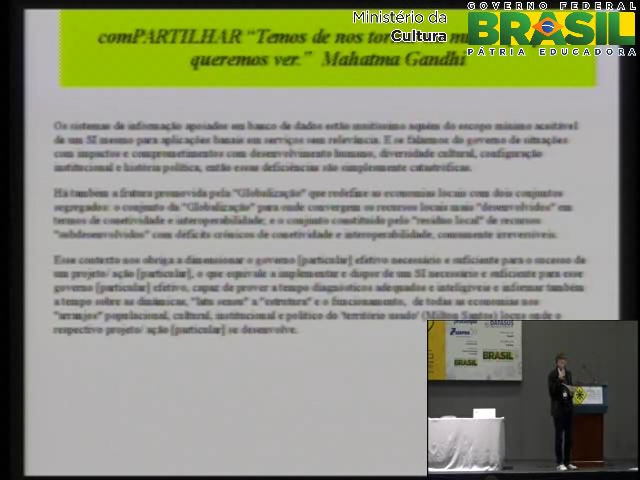 Ministério da
Cultura
GOVERNO FEDERAL
BRASIL
PÁTRIA EDUCADORA
comPARTILHAR “Temos de nos
queremos ver.” Mahatma Gandhi
Os sistemas de informação apoiados em banco de dados estão muitíssimo aquém do escopo mínimo aceitável
de um SI mesmo para aplicações banais em serviços sem relevância. E se falarmos do governo de situações
com impactos e comprometimentos com desenvolvimento humano, diversidade cultural, configuração
institucional e história política, então essas deficiências são simplesmente catastróficas.
Há também a fratura promovida pela “Globalização” que redefine as economias locais com dois conjuntos
segregados: o conjunto da “Globalização” para onde convergem os recursos locais mais “desenvolvidos” em
termos de conetividade e interoperabilidade; e o conjunto constituído pelo “resíduo local” de recursos
“subdesenvolvidos” com déficits crônicos de conetividade e interoperabilidade, comumente irreversíveis.
Esse contexto nos obriga a dimensionar o governo [particular] efetivo necessário e suficiente para o sucesso de
um projeto/ ação [particular], o que equivale a implementar e dispor de um SI necessário e suficiente para esse
governo [particular] efetivo, capaz de prover a tempo diagnósticos adequados e inteligíveis e informar também
a tempo sobre as dinâmicas, "lato senso" a "estrutura" e o funcionamento, de todas as economias nos
"arranjos" populacional, cultural, institucional e político do 'território usado' (Milton Santos) locus onde o
respectivo projeto/ ação [particular] se desenvolve.
DATASUS
BRASIL
BRASIL